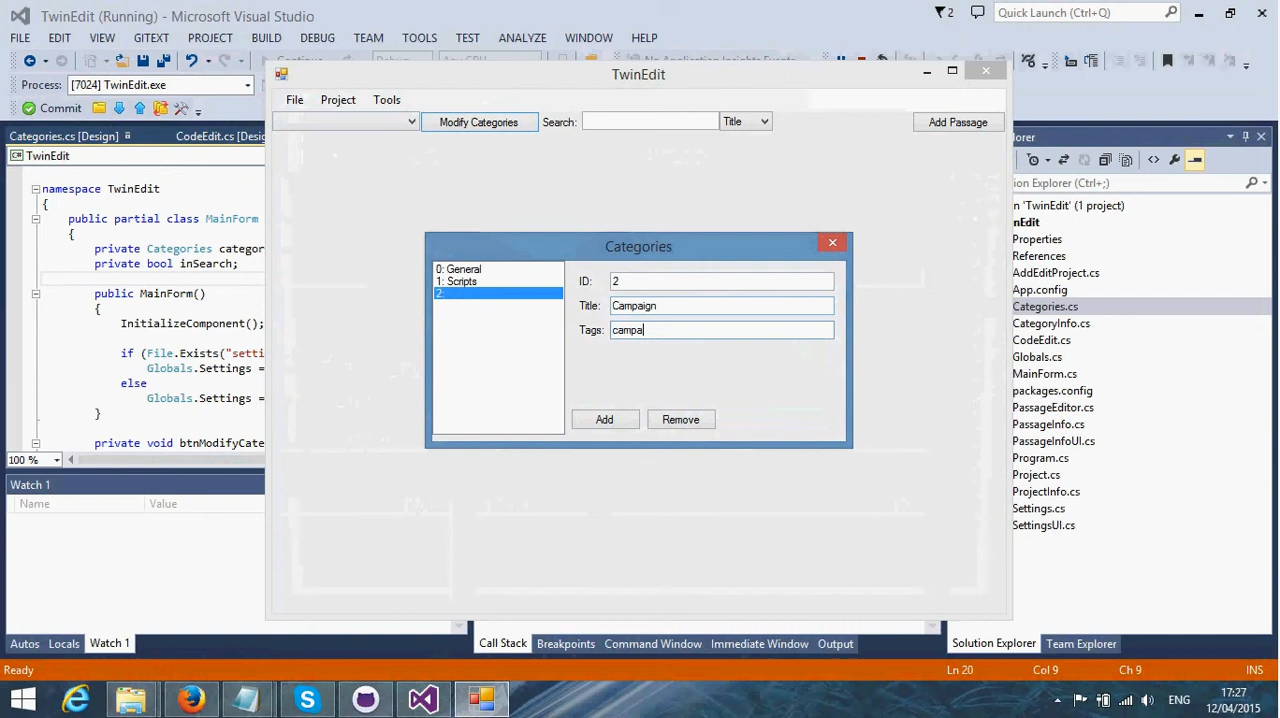 TwinEdit (Running) - Microsoft Visual Studio
2
Quick Launch (Ctrl+Q)
FILE EDIT VIEW GITEXT PROJECT BUILD DEBUG TEAM TOOLS TEST ANALYZE WINDOW HELP
Process: [7024] TwinEdit.exe
Commit
TwinEdit
File Project Tools
Modify Categories Search: Title Add Passage
Categories.cs [Design] CodeEdit.cs [Desi
orer
TwinEdit
ion Explorer (Ctrl+;)
namespace TwinEdit
{
public partial class MainForm
{
private Categories categor
private bool inSearch;
public MainForm()
{
InitializeComponent();
if (File.Exists("setti
Globals.Settings =
else
Globals.Settings =
}
private void btnModifyCate
100 %
Categories
0: General
1: Scripts
2:
ID: 2
Title: Campaign
Tags: campa
Add Remove
n 'TwinEdit' (1 project)
nEdit
Properties
References
AddEditProject.cs
App.config
Categories.cs
CategoryInfo.cs
CodeEdit.cs
Globals.cs
MainForm.cs
packages.config
PassageEditor.cs
PassageInfo.cs
PassageInfoUI.cs
Program.cs
Project.cs
ProjectInfo.cs
Settings.cs
SettingsUI.cs
Watch 1
Name Value
Autos Locals Watch 1 Call Stack Breakpoints Command Window Immediate Window Output Solution Explorer Team Explorer
Ready Ln 20 Col 9 Ch 9 INS
ENG
17:27
12/04/2015